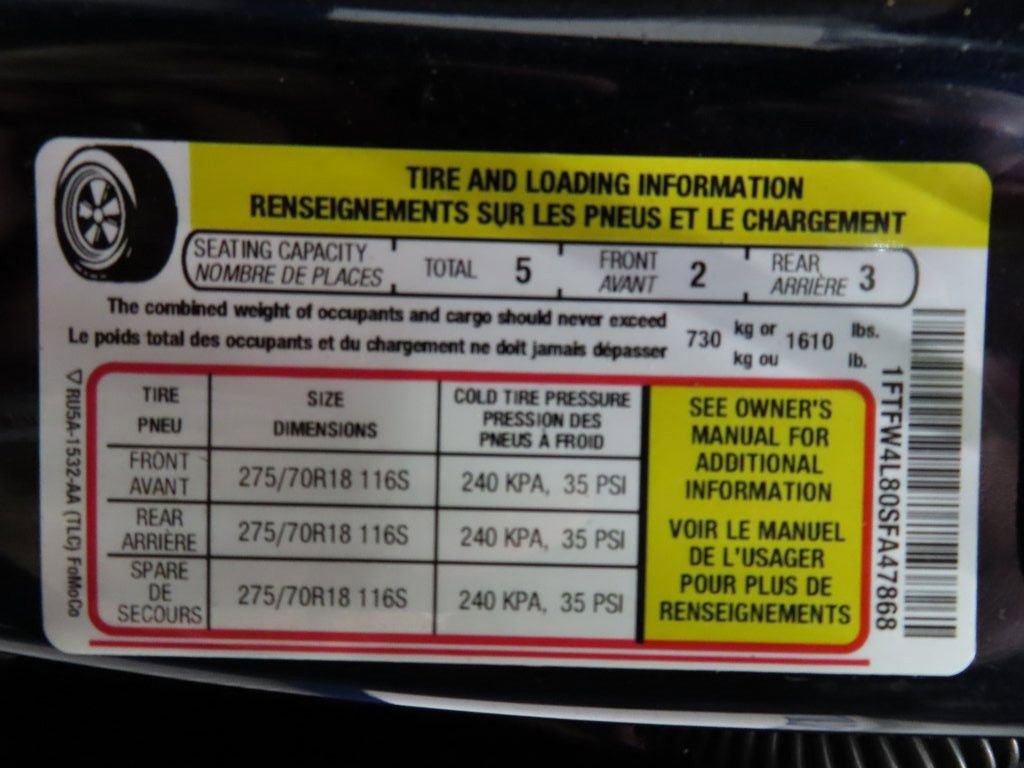 TIRE AND LOADING INFORMATION
RENSEIGNEMENTS SUR LES PNEUS ET LE CHARGEMENT
SEATING CAPACITY
NOMBRE DE PLACES
TOTAL 5
FRONT
AVANT 2
REAR
ARRIÈRE 3
The combined weight of occupants and cargo should never exceed
Le poids total des occupants et du chargement ne doit jamais dépasser
730 kg or 1610 lbs.
kg ou lb.
TIRE
PNEU
SIZE
DIMENSIONS
COLD TIRE PRESSURE
PRESSION DES
PNEUS À FROID
FRONT
AVANT
275/70R18 116S
240 KPA, 35 PSI
REAR
ARRIÈRE
275/70R18 116S
240 KPA, 35 PSI
SPARE
DE
SECOURS
275/70R18 116S
240 KPA, 35 PSI
SEE OWNER'S
MANUAL FOR
ADDITIONAL
INFORMATION
VOIR LE MANUEL
DE L'USAGER
POUR PLUS DE
RENSEIGNEMENTS
▽ RU5A-1532-AA (TLC) FoMoCo
1FTFW4L80SFA47868